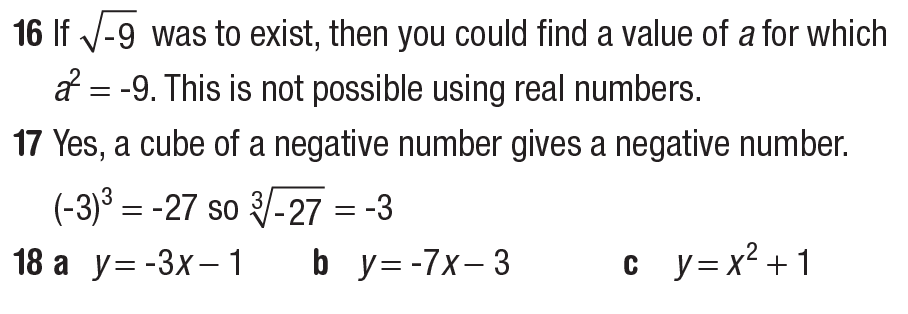 16 If √-9 was to exist, then you could find a value of a for which
a² = -9. This is not possible using real numbers.
17 Yes, a cube of a negative number gives a negative number.
(-3)³ = -27 so ∛-27 = -3
18 a y = -3x – 1 b y = -7x – 3 c y = x² + 1